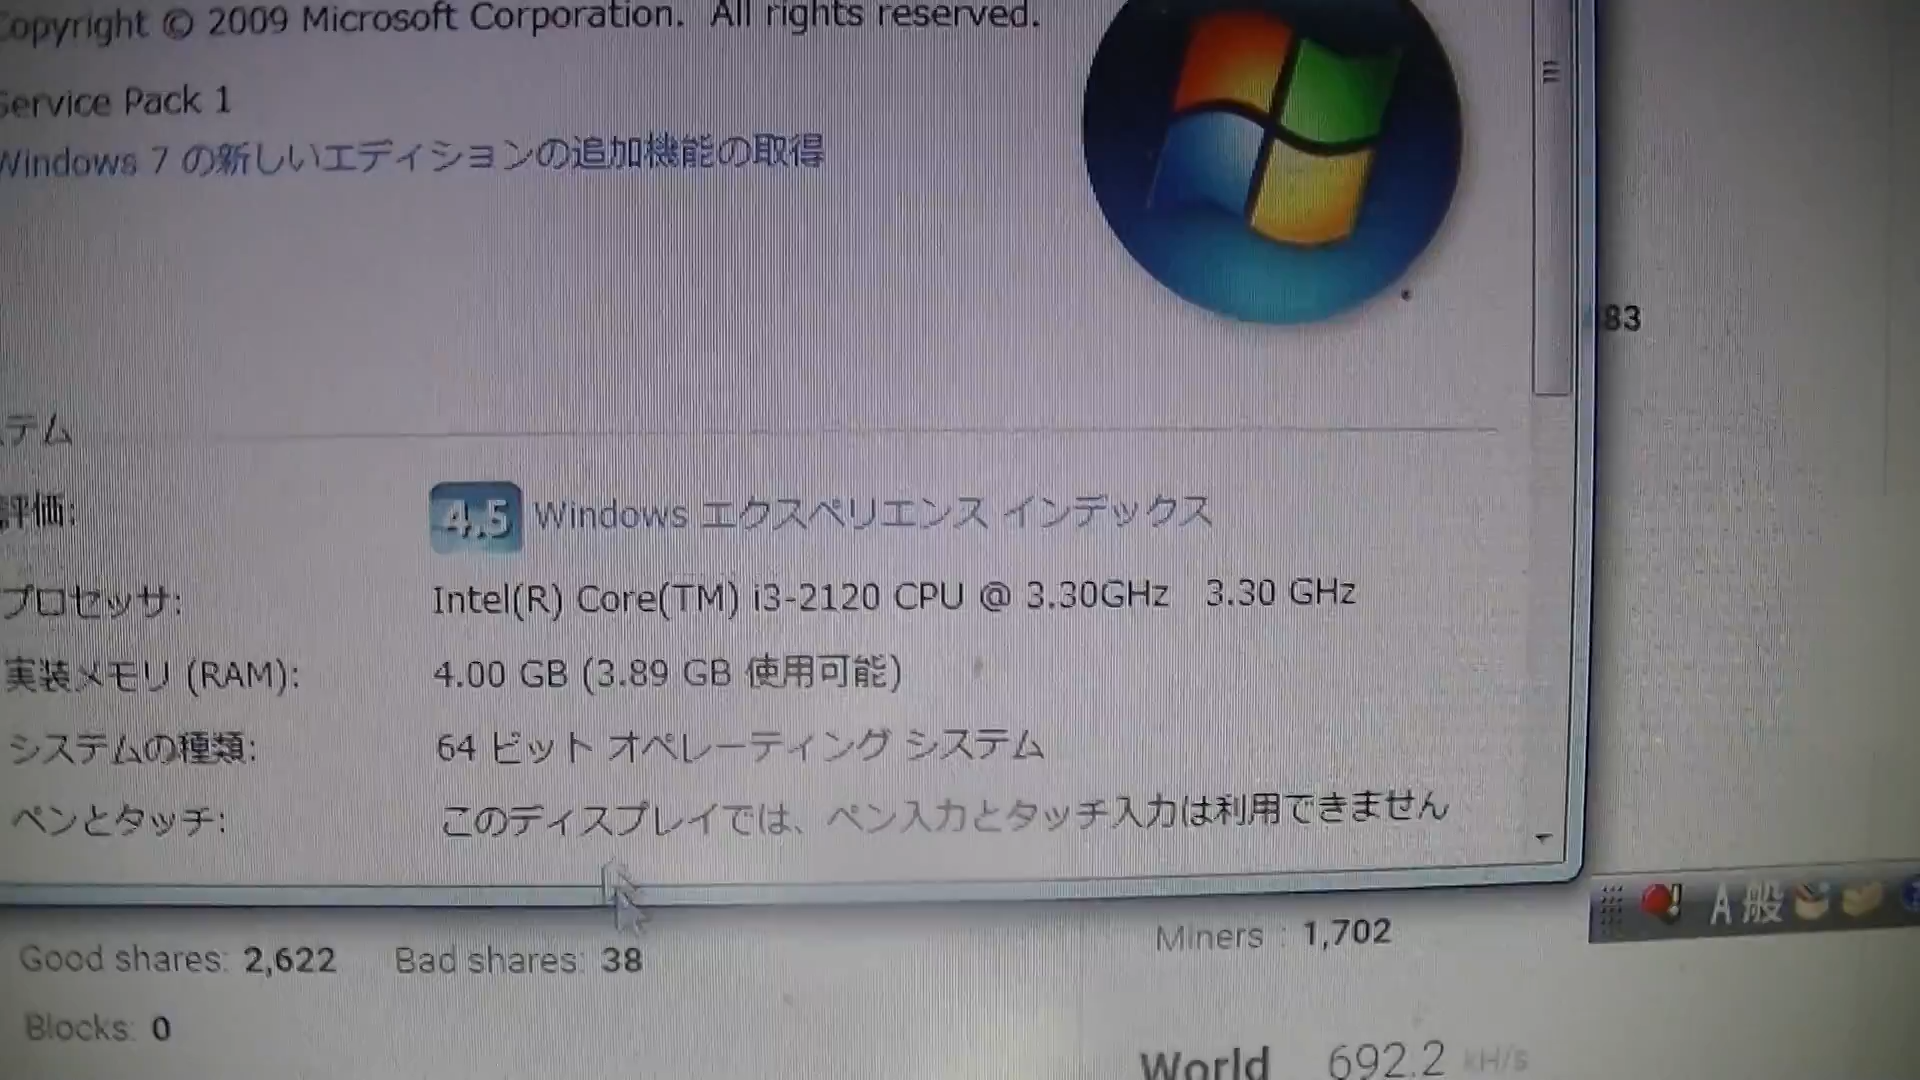 Copyright © 2009 Microsoft Corporation. All rights reserved.
Service Pack 1
Windows 7 の新しいエディションの追加機能の取得
83
テム
評価:
4.5 Windows エクスペリエンス インデックス
プロセッサ: Intel(R) Core(TM) i3-2120 CPU @ 3.30GHz 3.30 GHz
実装メモリ (RAM): 4.00 GB (3.89 GB 使用可能)
システムの種類: 64 ビット オペレーティング システム
ペンとタッチ: このディスプレイでは、ペン入力とタッチ入力は利用できません
A 般
Good shares: 2,622 Bad shares: 38
Miners : 1,702
Blocks: 0
World 692.2 kH/s